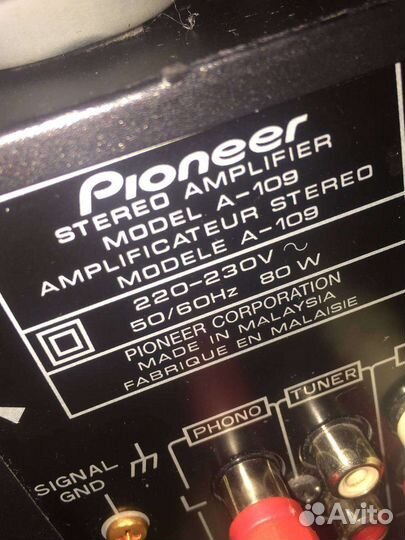 Pioneer
STEREO AMPLIFIER
MODEL A-109
AMPLIFICATEUR STEREO
MODELE A-109
220-230V ~
50/60Hz 80 W
PIONEER CORPORATION
MADE IN MALAYSIA
FABRIQUE EN MALAISIE
PHONO
TUNER
SIGNAL
GND
Avito